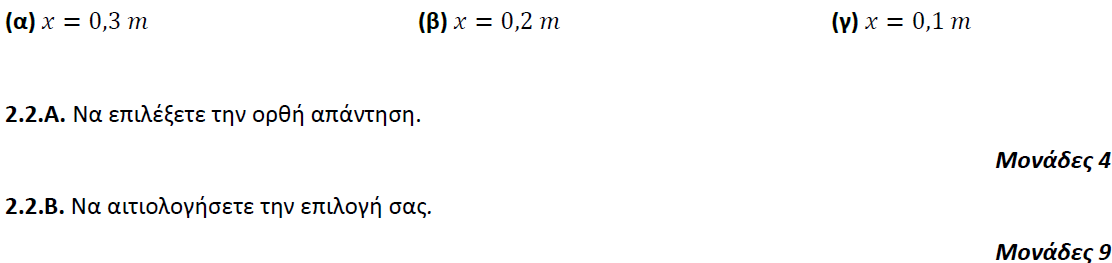 (α) x = 0,3 m (β) x = 0,2 m (γ) x = 0,1 m
2.2.Α. Να επιλέξετε την ορθή απάντηση.
Μονάδες 4
2.2.Β. Να αιτιολογήσετε την επιλογή σας.
Μονάδες 9